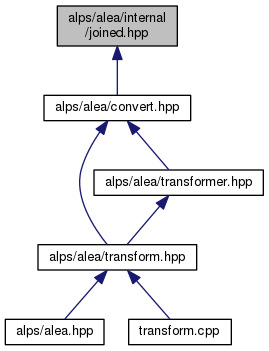 alps/alea/internal
/joined.hpp
alps/alea/convert.hpp
alps/alea/transformer.hpp
alps/alea/transform.hpp
alps/alea.hpp
transform.cpp